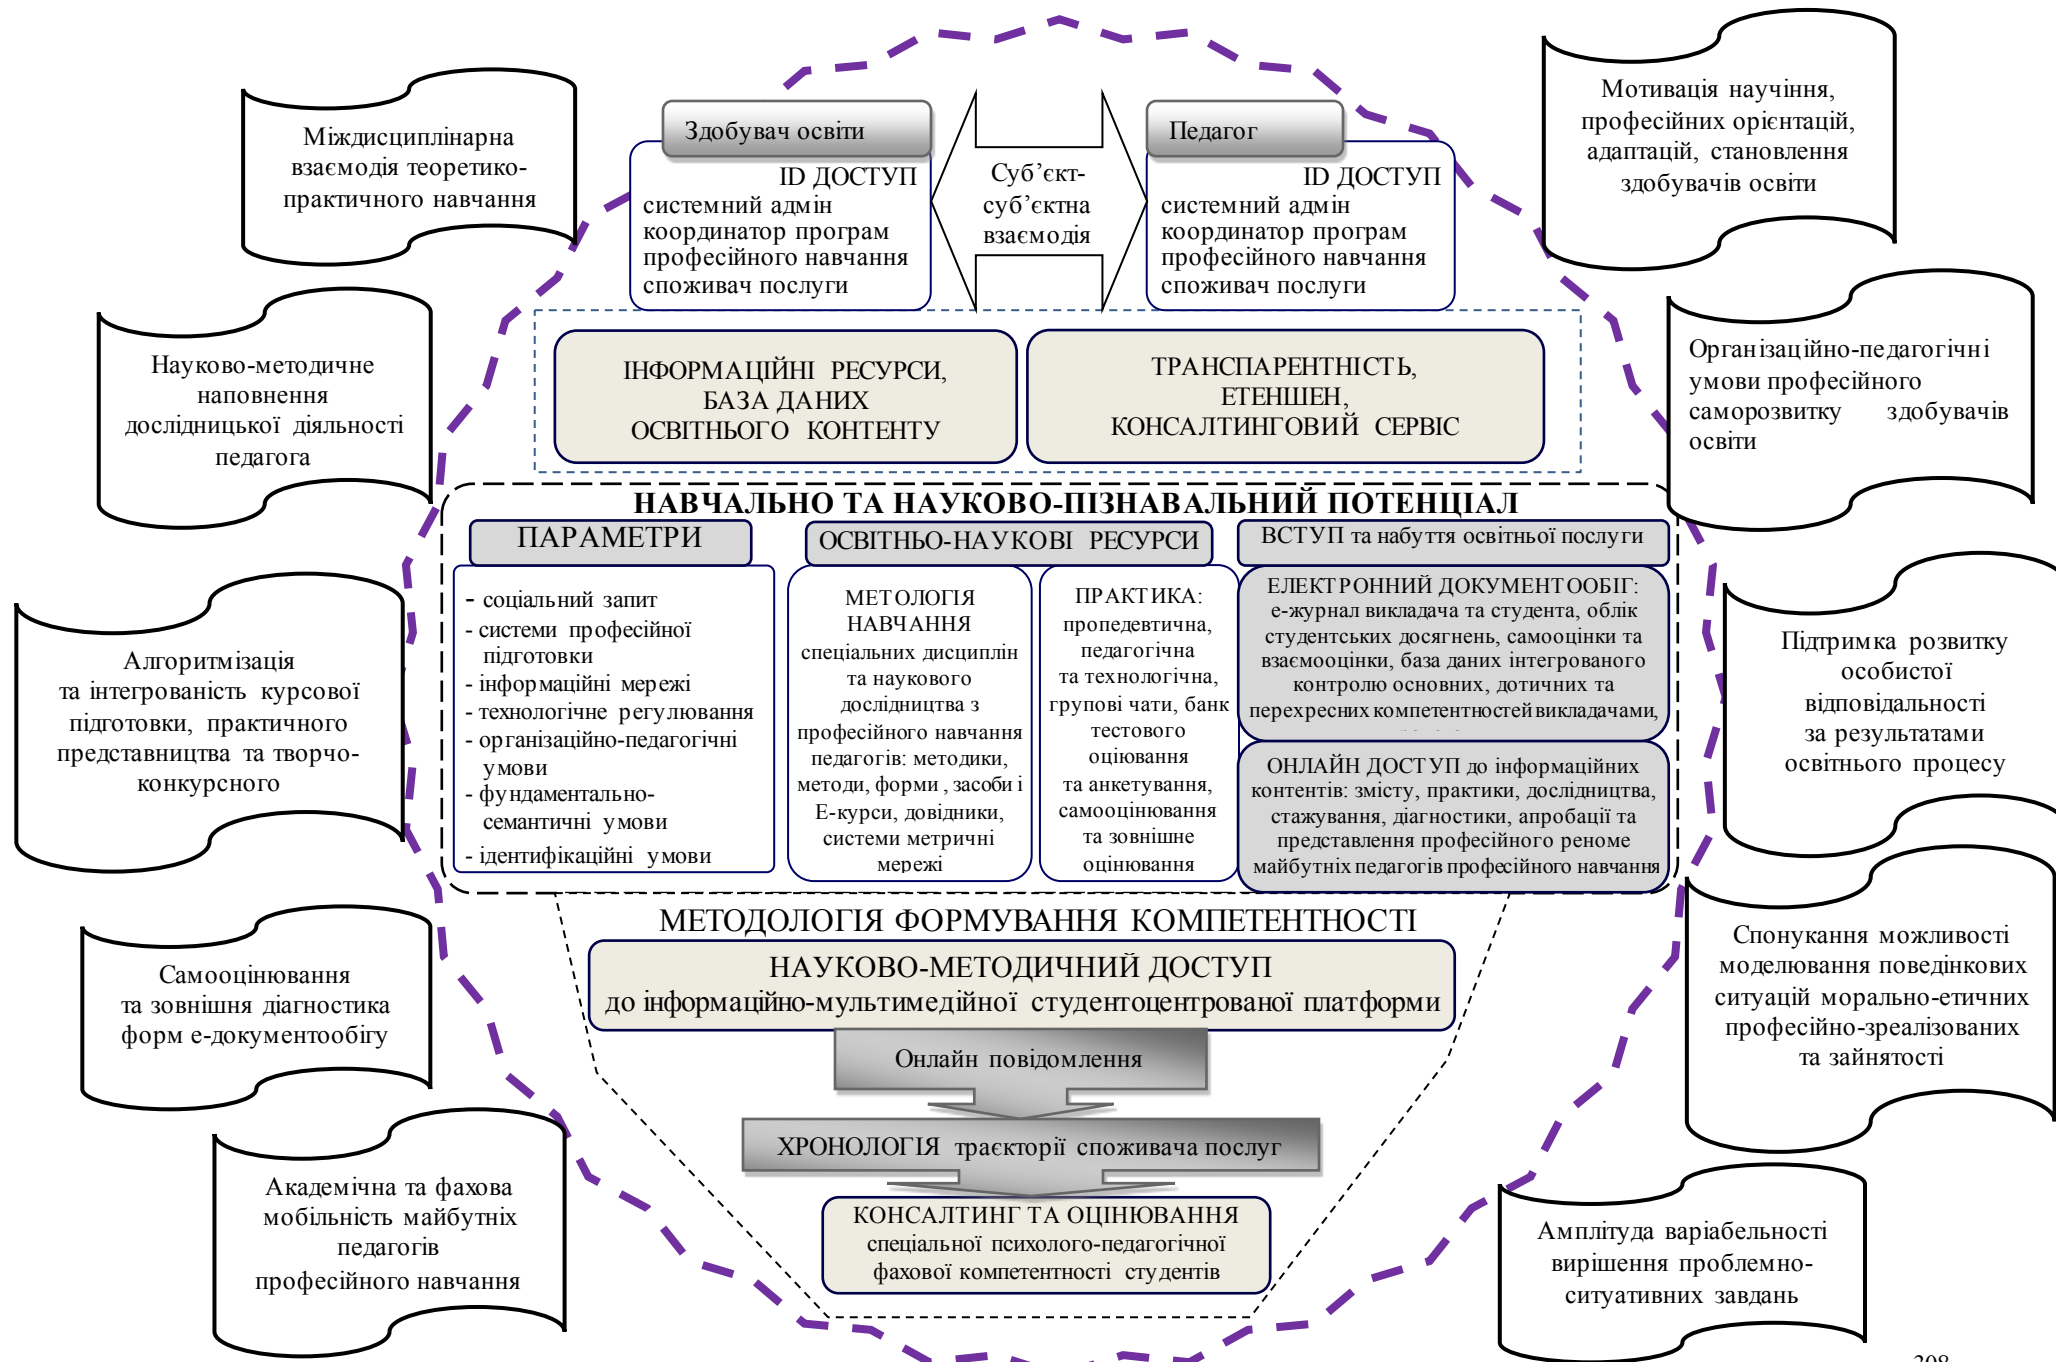 Міждисциплінарна
взаємодія теоретико-
практичного навчання
Науково-методичне
наповнення
дослідницької діяльності
педагога
Алгоритмізація
та інтегрованість курсової
підготовки, практичного
представництва та творчо-
конкурсного
Самооцінювання
та зовнішня діагностика
форм е-документообігу
Академічна та фахова
мобільність майбутніх
педагогів
професійного навчання
Здобувач освіти
ID ДОСТУП
системний адмін
координатор програм
професійного навчання
споживач послуги
Суб’єкт-
суб’єктна
взаємодія
Педагог
ID ДОСТУП
системний адмін
координатор програм
професійного навчання
споживач послуги
ІНФОРМАЦІЙНІ РЕСУРСИ,
БАЗА ДАНИХ
ОСВІТНЬОГО КОНТЕНТУ
ТРАНСПАРЕНТНІСТЬ,
ЕТЕНШЕН,
КОНСАЛТИНГОВИЙ СЕРВІС
НАВЧАЛЬНО ТА НАУКОВО-ПІЗНАВАЛЬНИЙ ПОТЕНЦІАЛ
ПАРАМЕТРИ
- соціальний запит
- системи професійної
підготовки
- інформаційні мережі
- технологічне регулювання
- організаційно-педагогічні
умови
- фундаментально-
семантичні умови
- ідентифікаційні умови
ОСВІТНЬО-НАУКОВІ РЕСУРСИ
МЕТОЛОГІЯ
НАВЧАННЯ
спеціальних дисциплін
та наукового
дослідництва з
професійного навчання
педагогів: методики,
методи, форми , засоби і
Е-курси, довідники,
системи метричні
мережі
ПРАКТИКА:
пропедевтична,
педагогічна
та технологічна,
групові чати, банк
тестового
оціювання
та анкетування,
самооцінювання
та зовнішне
оцінювання
ВСТУП та набуття освітньої послуги
ЕЛЕКТРОННИЙ ДОКУМЕНТООБІГ:
е-журнал викладача та студента, облік
студентських досягнень, самооцінки та
взаємооцінки, база даних інтегрованого
контролю основних, дотичних та
перехресних компетентностей викладачами,
ОНЛАЙН ДОСТУП до інформаційних
контентів: змісту, практики, дослідництва,
стажування, діагностики, апробації та
представлення професійного реноме
майбутніх педагогів професійного навчання
МЕТОДОЛОГІЯ ФОРМУВАННЯ КОМПЕТЕНТНОСТІ
НАУКОВО-МЕТОДИЧНИЙ ДОСТУП
до інформаційно-мультимедійної студентоцентрованої платформи
Онлайн повідомлення
ХРОНОЛОГІЯ траєкторії споживача послуг
КОНСАЛТИНГ ТА ОЦІНЮВАННЯ
спеціальної психолого-педагогічної
фахової компетентності студентів
Мотивація научіння,
професійних орієнтацій,
адаптацій, становлення
здобувачів освіти
Організаційно-педагогічні
умови професійного
саморозвитку здобувачів
освіти
Підтримка розвитку
особистої
відповідальності
за результатами
освітнього процесу
Спонукання можливості
моделювання поведінкових
ситуацій морально-етичних
професійно-зреалізованих
та зайнятості
Амплітуда варіабельності
вирішення проблемно-
ситуативних завдань